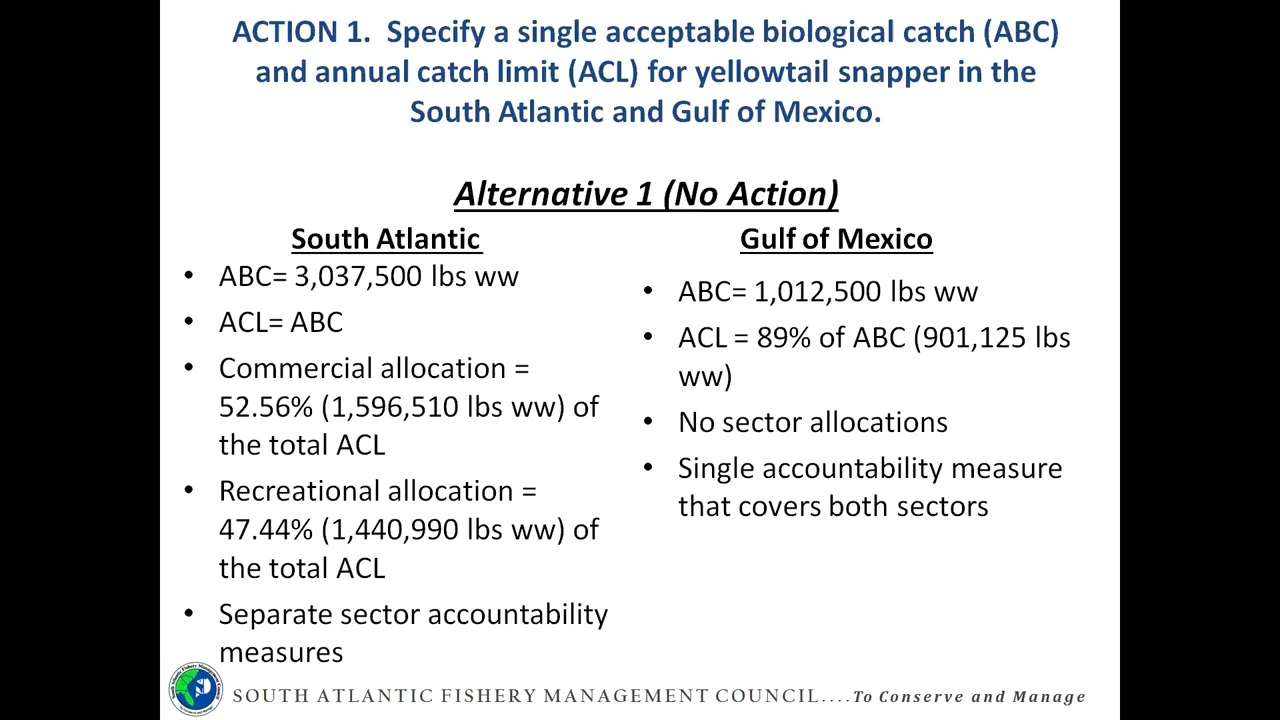 ACTION 1.  Specify a single acceptable biological catch (ABC)
and annual catch limit (ACL) for yellowtail snapper in the
South Atlantic and Gulf of Mexico.
Alternative 1 (No Action)
South Atlantic
• ABC= 3,037,500 lbs ww
• ACL= ABC
• Commercial allocation =
52.56% (1,596,510 lbs ww) of
the total ACL
• Recreational allocation =
47.44% (1,440,990 lbs ww) of
the total ACL
• Separate sector accountability
measures
Gulf of Mexico
• ABC= 1,012,500 lbs ww
• ACL = 89% of ABC (901,125 lbs
ww)
• No sector allocations
• Single accountability measure
that covers both sectors
SOUTH ATLANTIC FISHERY MANAGEMENT COUNCIL....To Conserve and Manage